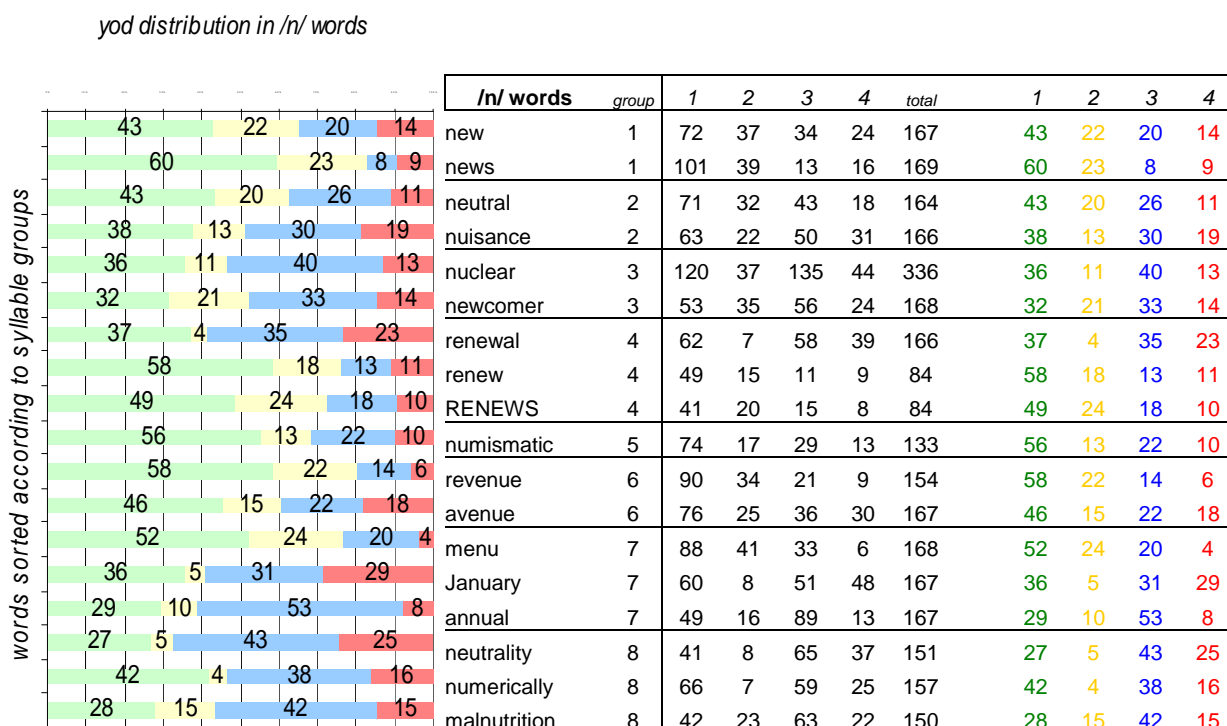 yod distribution in /n/ words
/n/ words group 1 2 3 4 total 1 2 3 4
words sorted according to syllable groups
43 22 20 14 new 1 72 37 34 24 167 43 22 20 14
60 23 8 9 news 1 101 39 13 16 169 60 23 8 9
43 20 26 11 neutral 2 71 32 43 18 164 43 20 26 11
38 13 30 19 nuisance 2 63 22 50 31 166 38 13 30 19
36 11 40 13 nuclear 3 120 37 135 44 336 36 11 40 13
32 21 33 14 newcomer 3 53 35 56 24 168 32 21 33 14
37 4 35 23 renewal 4 62 7 58 39 166 37 4 35 23
58 18 13 11 renew 4 49 15 11 9 84 58 18 13 11
49 24 18 10 RENEWS 4 41 20 15 8 84 49 24 18 10
56 13 22 10 numismatic 5 74 17 29 13 133 56 13 22 10
58 22 14 6 revenue 6 90 34 21 9 154 58 22 14 6
46 15 22 18 avenue 6 76 25 36 30 167 46 15 22 18
52 24 20 4 menu 7 88 41 33 6 168 52 24 20 4
36 5 31 29 January 7 60 8 51 48 167 36 5 31 29
29 10 53 8 annual 7 49 16 89 13 167 29 10 53 8
27 5 43 25 neutrality 8 41 8 65 37 151 27 5 43 25
42 4 38 16 numerically 8 66 7 59 25 157 42 4 38 16
28 15 42 15 malnutrition 8 42 23 63 22 150 28 15 42 15